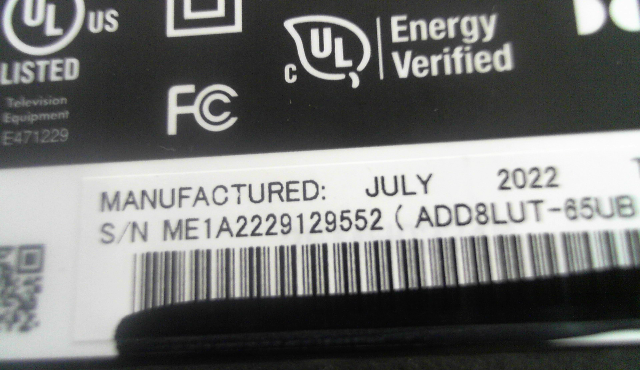 UL US
LISTED
Television
Equipment
E471229
FC
c UL Energy
Verified
MANUFACTURED: JULY 2022
S/N ME1A2229129552 ( ADD8LUT-65UB